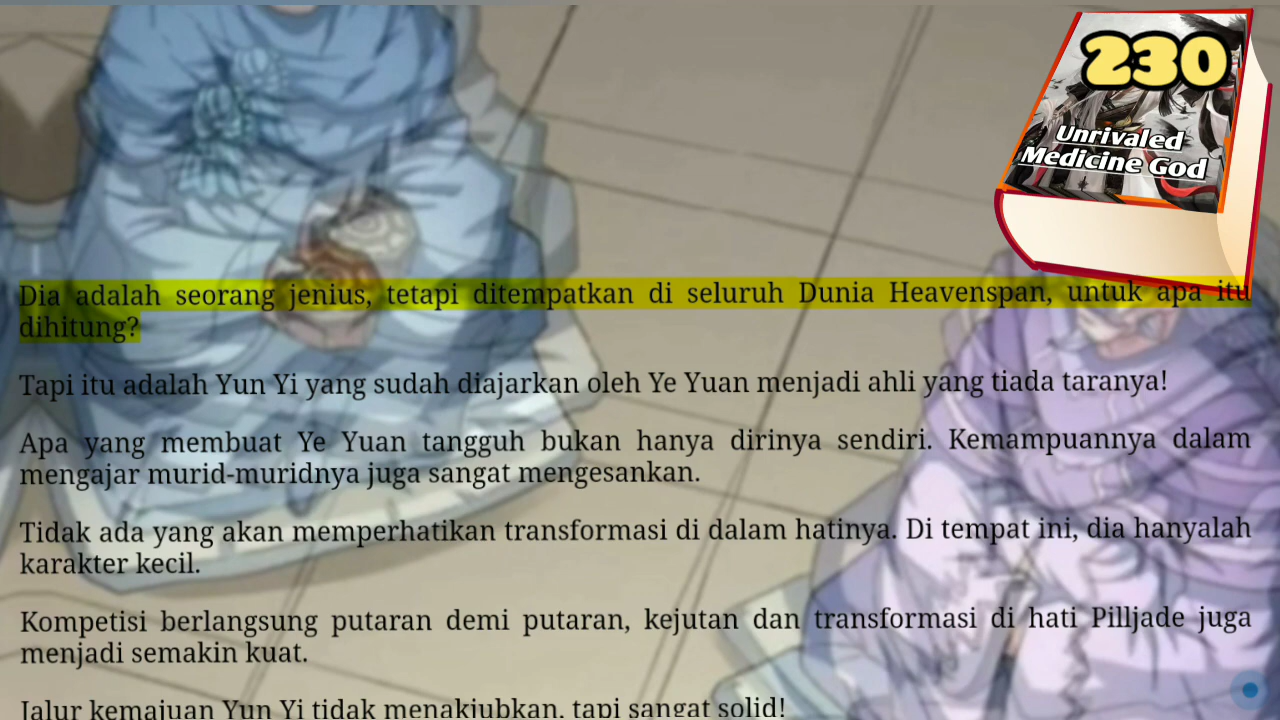 230
Unrivaled
Medicine God
Dia adalah seorang jenius, tetapi ditempatkan di seluruh Dunia Heavenspan, untuk apa itu
dihitung?
Tapi itu adalah Yun Yi yang sudah diajarkan oleh Ye Yuan menjadi ahli yang tiada taranya!
Apa yang membuat Ye Yuan tangguh bukan hanya dirinya sendiri. Kemampuannya dalam
mengajar murid-muridnya juga sangat mengesankan.
Tidak ada yang akan memperhatikan transformasi di dalam hatinya. Di tempat ini, dia hanyalah
karakter kecil.
Kompetisi berlangsung putaran demi putaran, kejutan dan transformasi di hati Pilljade juga
menjadi semakin kuat.
Jalur kemajuan Yun Yi tidak menakjubkan, tapi sangat solid!